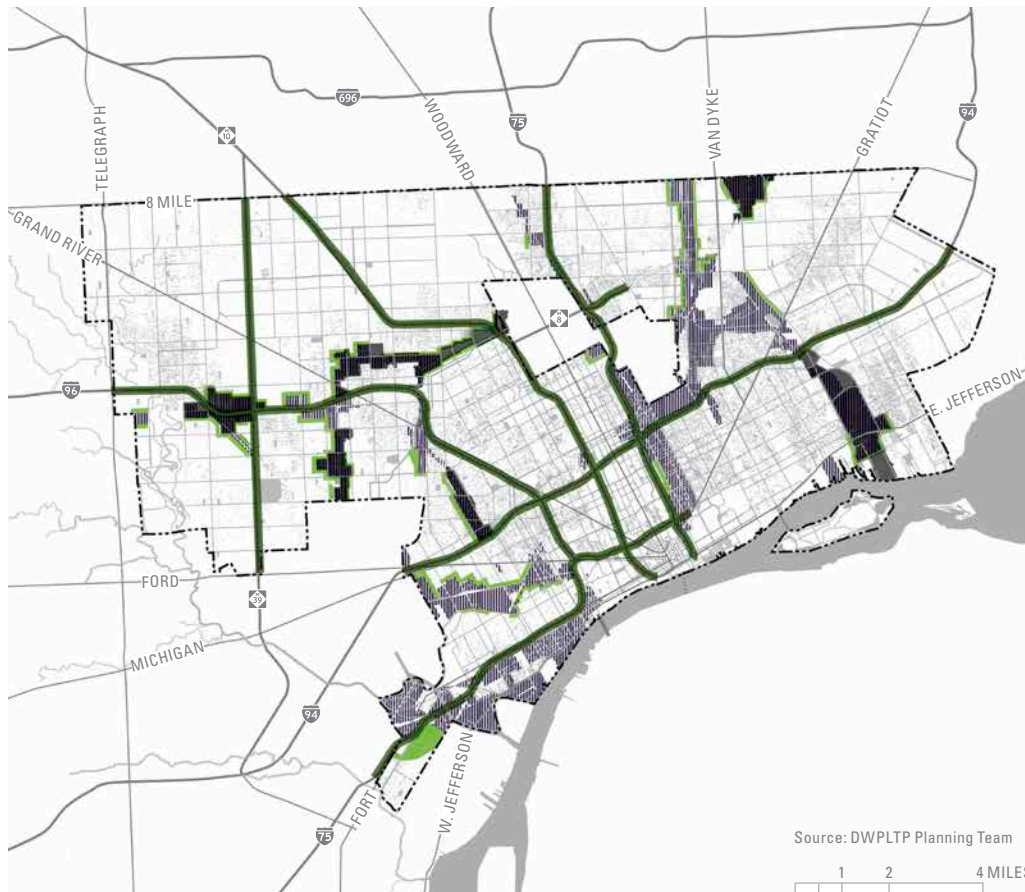 696
75
94
M 10
TELEGRAPH
WOODWARD
VAN DYKE
GRATIOT
8 MILE
GRAND RIVER
M 8
96
E. JEFFERSON
FORD
M 39
MICHIGAN
94
FORT
W. JEFFERSON
75
Source: DWPLTP Planning Team
1 2 4 MILES